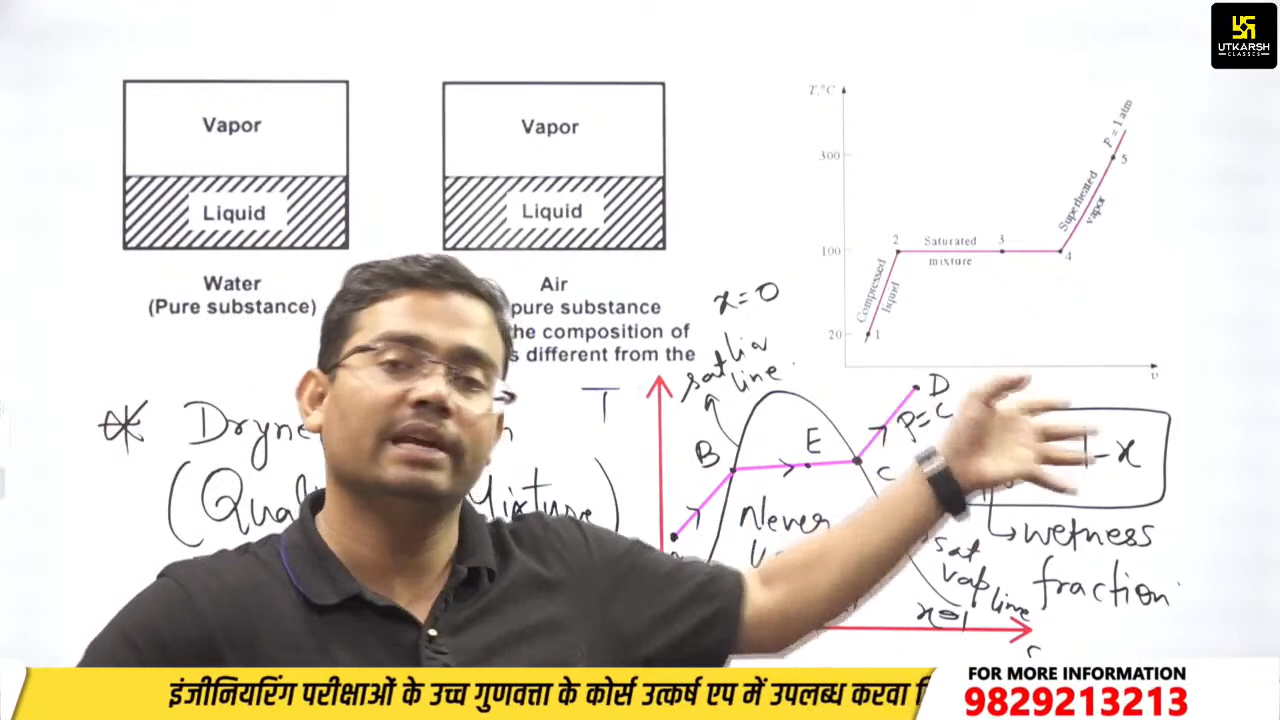 UTKARSH
CLASSES
Vapor
Liquid
Water
(Pure substance)
Vapor
Liquid
Air
pure substance
the composition of
s different from the
T,°C
300
100
20
1
2
3
4
5
Compressed
liquid
Saturated
mixture
Superheated
vapor
P = 1 atm
v
x = 0
sat liq
line
T
B
E
C
D
P = C
Never
1-x
wetness
fraction
sat
vap line
x=1
इंजीनियरिंग परीक्षाओं के उच्च गुणवत्ता के कोर्स उत्कर्ष एप में उपलब्ध करवा
FOR MORE INFORMATION
9829213213